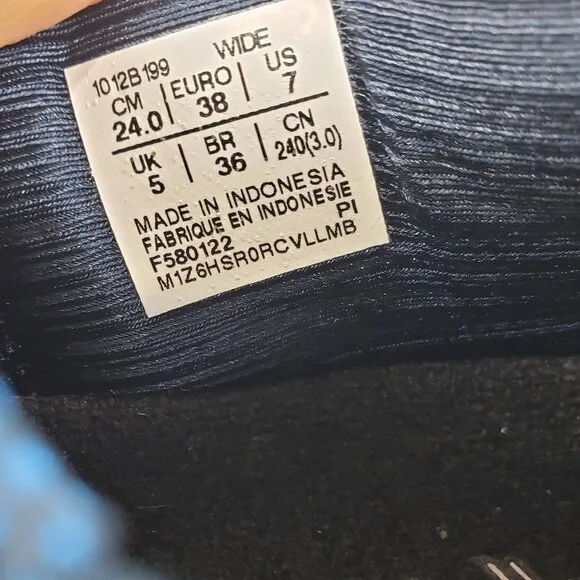 1012B199 WIDE
CM 24.0 | EURO 38 | US 7
UK 5 | BR 36 | CN 240(3.0)
MADE IN INDONESIA
FABRIQUE EN INDONESIE
F580122 PI
M1Z6HSR0RCVLLMB